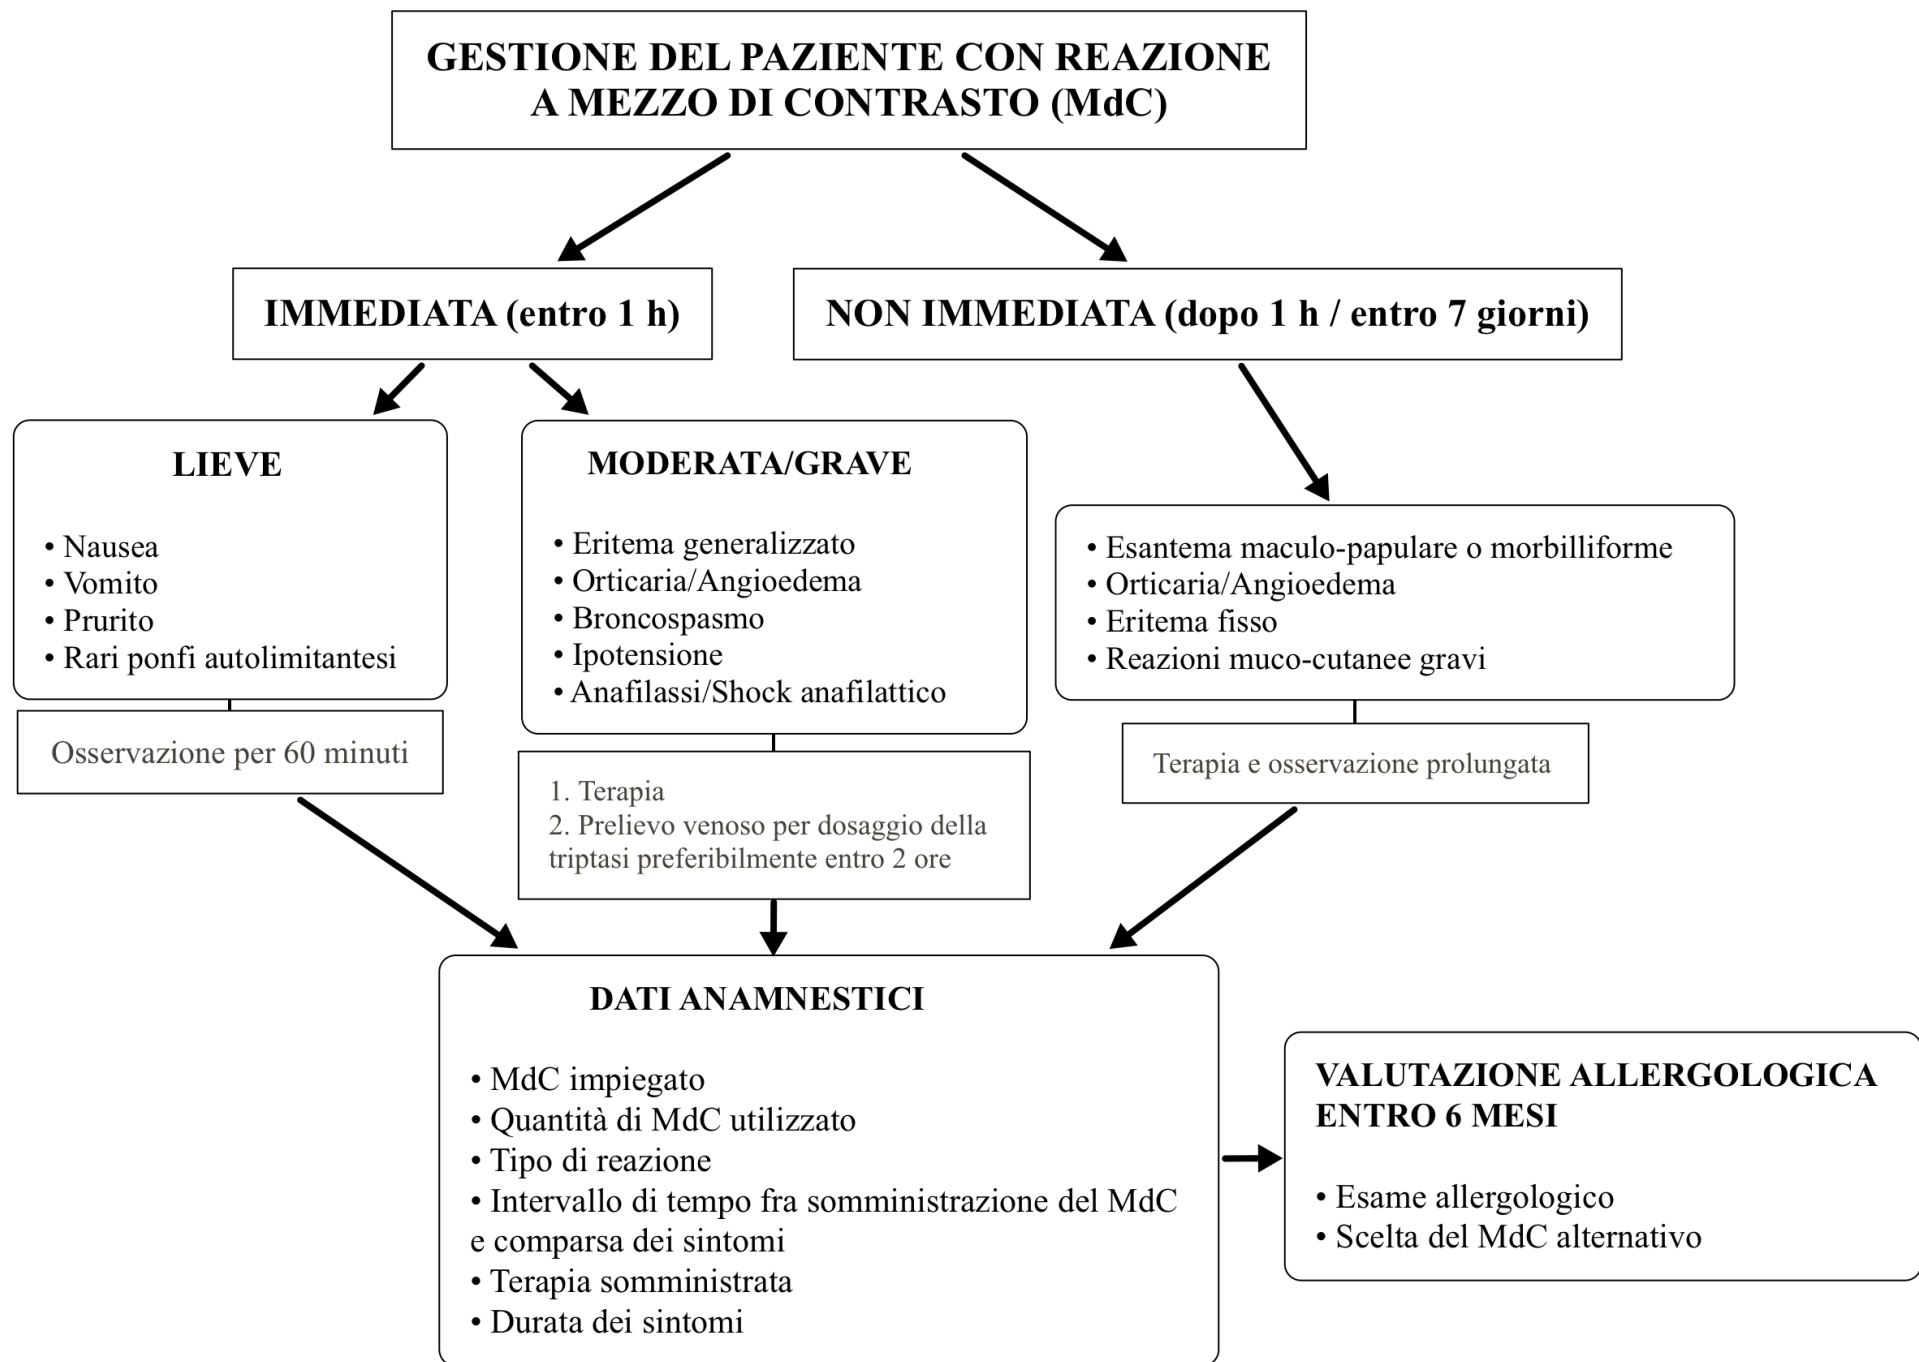 GESTIONE DEL PAZIENTE CON REAZIONE
A MEZZO DI CONTRASTO (MdC)
IMMEDIATA (entro 1 h)
NON IMMEDIATA (dopo 1 h / entro 7 giorni)
LIEVE
• Nausea
• Vomito
• Prurito
• Rari ponfi autolimitantesi
Osservazione per 60 minuti
MODERATA/GRAVE
• Eritema generalizzato
• Orticaria/Angioedema
• Broncospasmo
• Ipotensione
• Anafilassi/Shock anafilattico
1. Terapia
2. Prelievo venoso per dosaggio della
triptasi preferibilmente entro 2 ore
• Esantema maculo-papulare o morbilliforme
• Orticaria/Angioedema
• Eritema fisso
• Reazioni muco-cutanee gravi
Terapia e osservazione prolungata
DATI ANAMNESTICI
• MdC impiegato
• Quantità di MdC utilizzato
• Tipo di reazione
• Intervallo di tempo fra somministrazione del MdC
e comparsa dei sintomi
• Terapia somministrata
• Durata dei sintomi
VALUTAZIONE ALLERGOLOGICA
ENTRO 6 MESI
• Esame allergologico
• Scelta del MdC alternativo